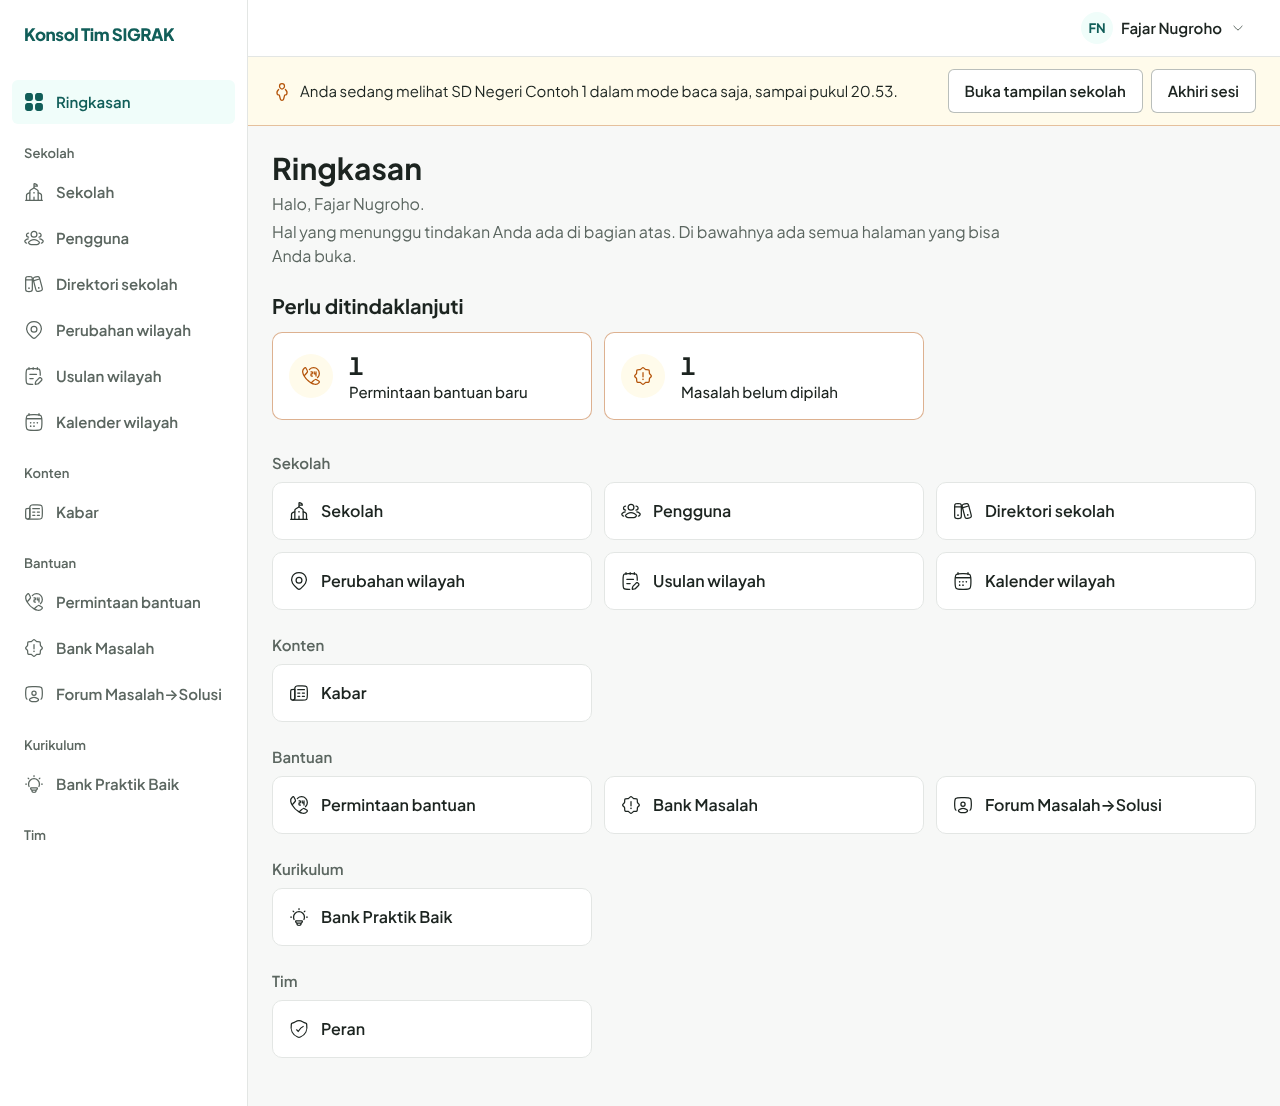 Konsol Tim SIGRAK
Ringkasan
Sekolah
Sekolah
Pengguna
Direktori sekolah
Perubahan wilayah
Usulan wilayah
Kalender wilayah
Konten
Kabar
Bantuan
Permintaan bantuan
Bank Masalah
Forum Masalah→Solusi
Kurikulum
Bank Praktik Baik
Tim
FN Fajar Nugroho
Anda sedang melihat SD Negeri Contoh 1 dalam mode baca saja, sampai pukul 20.53.
Buka tampilan sekolah
Akhiri sesi
Ringkasan
Halo, Fajar Nugroho.
Hal yang menunggu tindakan Anda ada di bagian atas. Di bawahnya ada semua halaman yang bisa
Anda buka.
Perlu ditindaklanjuti
1
Permintaan bantuan baru
1
Masalah belum dipilah
Sekolah
Sekolah
Pengguna
Direktori sekolah
Perubahan wilayah
Usulan wilayah
Kalender wilayah
Konten
Kabar
Bantuan
Permintaan bantuan
Bank Masalah
Forum Masalah→Solusi
Kurikulum
Bank Praktik Baik
Tim
Peran